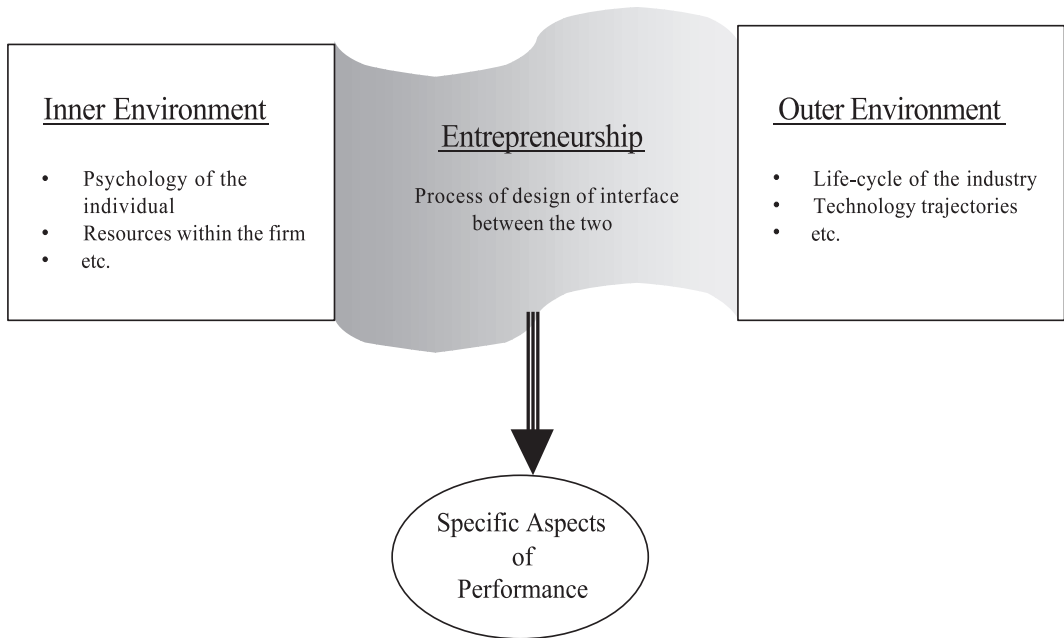 Inner Environment
• Psychology of the
individual
• Resources within the firm
• etc.
Entrepreneurship
Process of design of interface
between the two
Outer Environment
• Life-cycle of the industry
• Technology trajectories
• etc.
Specific Aspects
of
Performance